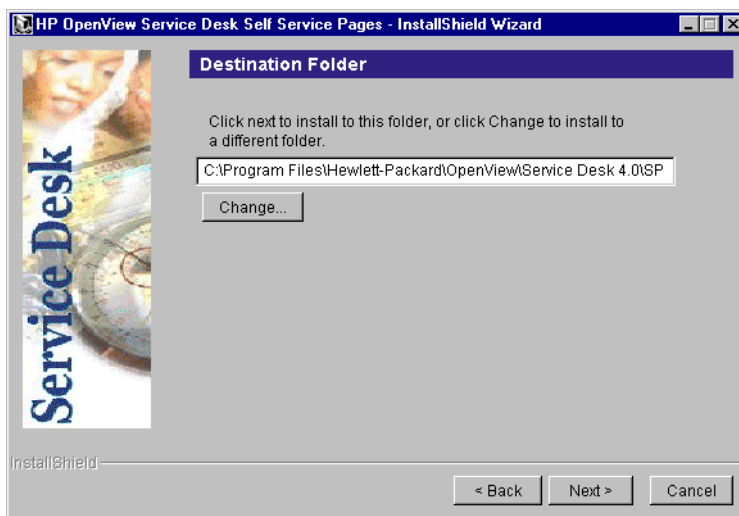 HP OpenView Service Desk Self Service Pages - InstallShield Wizard
Destination Folder
Click next to install to this folder, or click Change to install to
a different folder.
C:\Program Files\Hewlett-Packard\OpenView\Service Desk 4.0\SP
Change...
Service Desk
InstallShield
< Back
Next >
Cancel